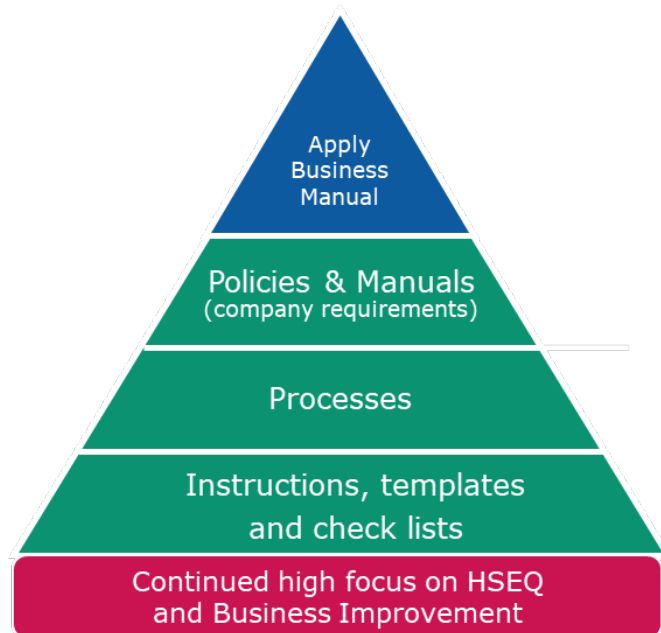 Apply
Business
Manual
Policies & Manuals
(company requirements)
Processes
Instructions, templates
and check lists
Continued high focus on HSEQ
and Business Improvement